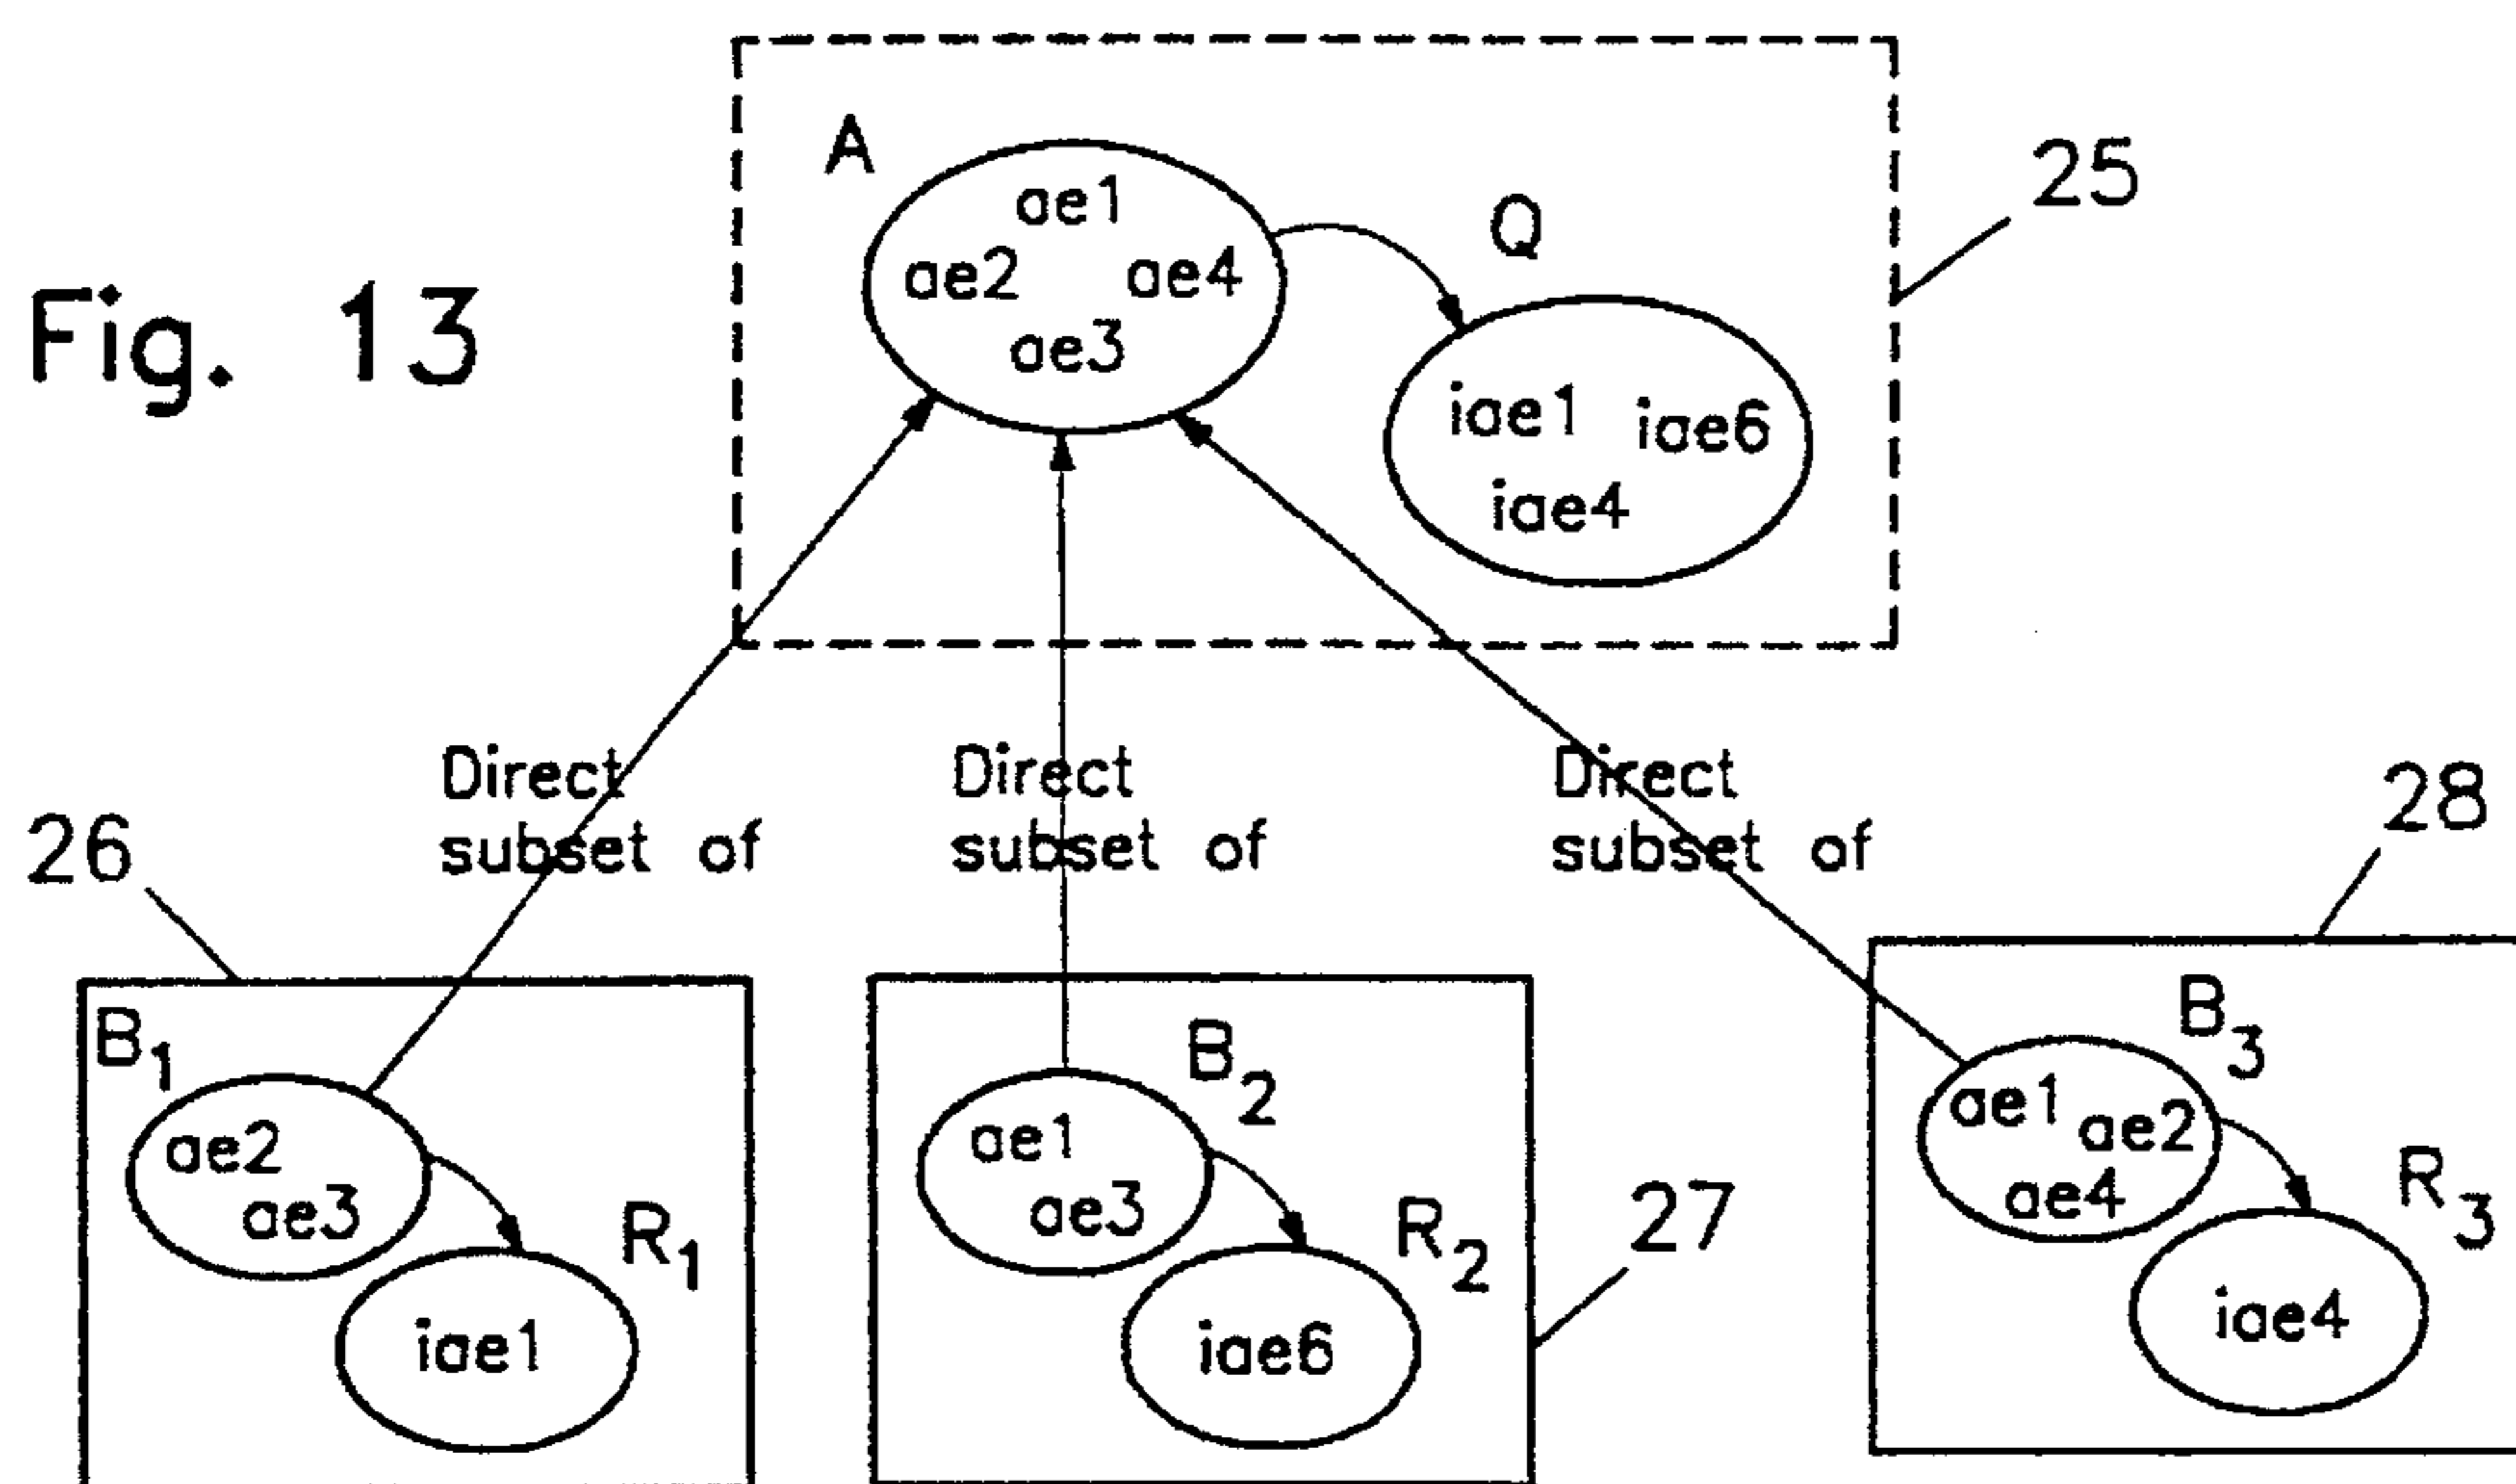 Fig. 13
A
ae1
ae2 ae4
ae3
Q
iae1 iae6
iae4
25
Direct
subset of
Direct
subset of
Direct
subset of
26
28
B1
ae2
ae3
R1
iae1
B2
ae1
ae3
R2
iae6
27
B3
ae1 ae2
ae4
R3
iae4